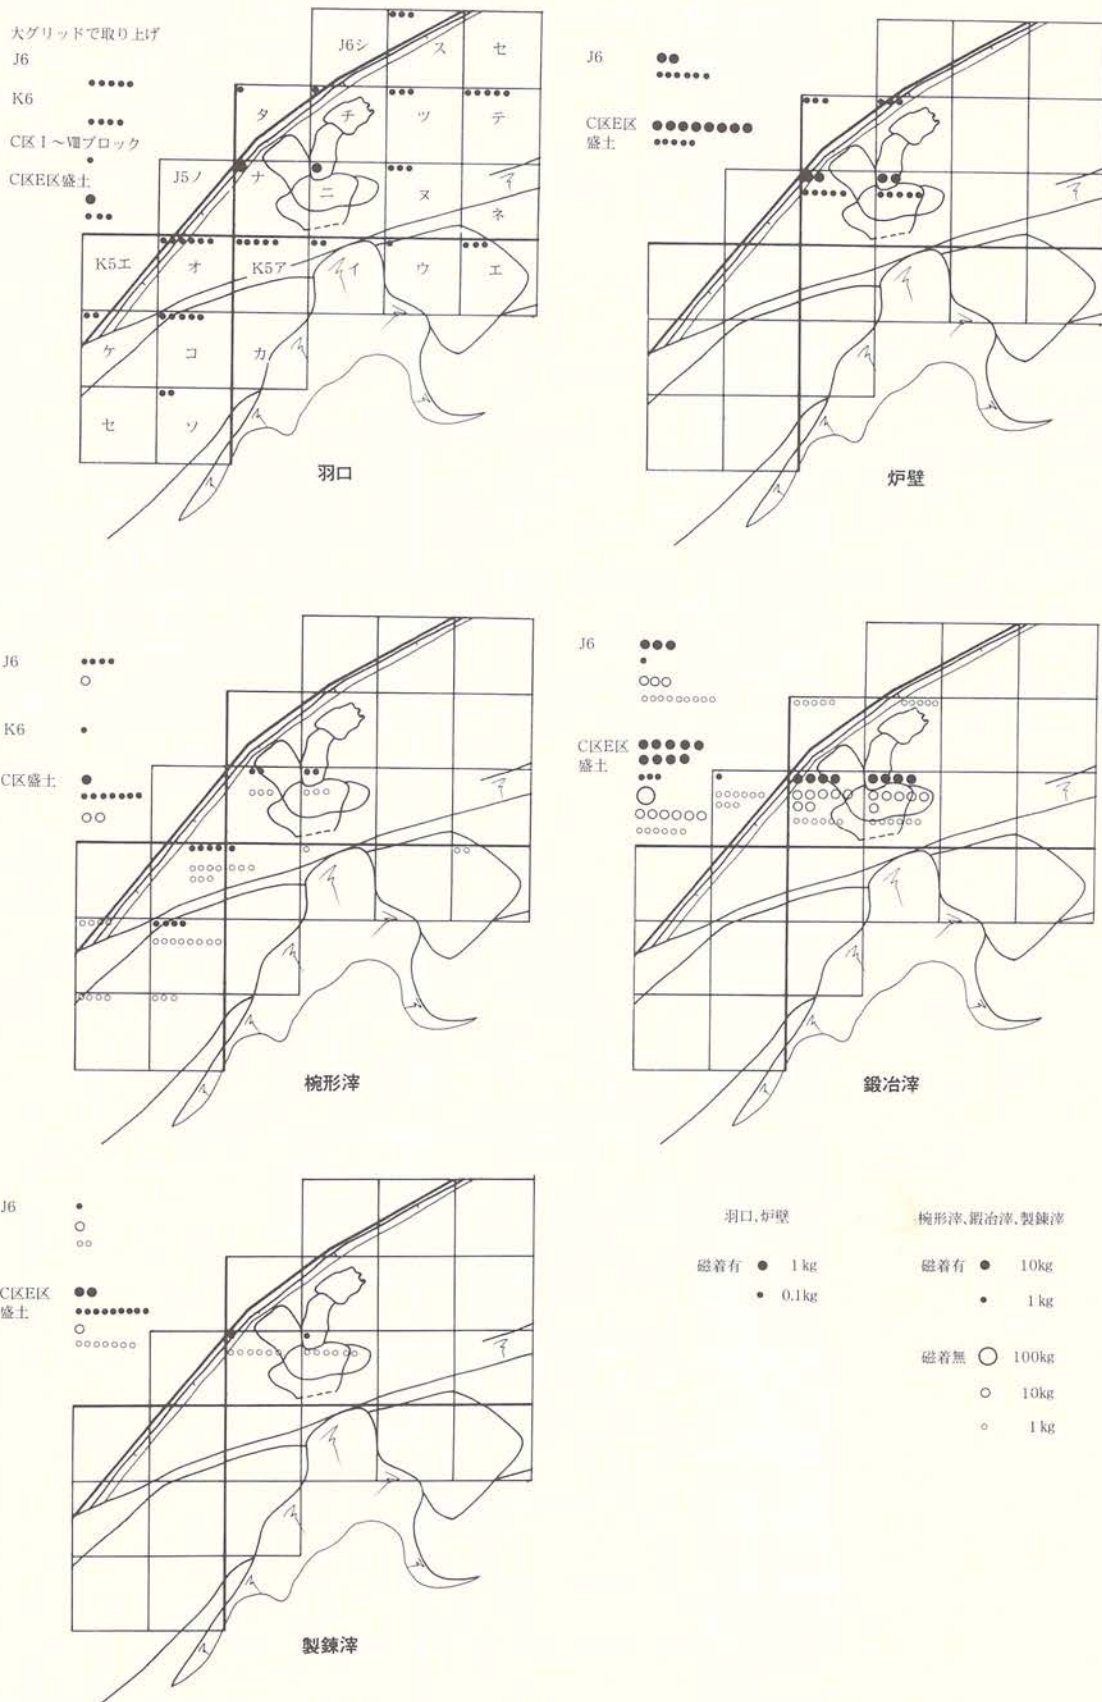 大グリッドで取り上げ
J6
K6
C区Ⅰ～Ⅷブロック
C区E区盛土
J6シ ス セ
タ チ ツ テ
J5ノ ナ ニ ヌ ネ
K5エ オ K5ア イ ウ エ
ケ コ カ
セ ソ
羽口
J6
C区E区
盛土
炉壁
J6
K6
C区盛土
椀形滓
J6
C区E区
盛土
鍛冶滓
J6
C区E区
盛土
製錬滓
羽口、炉壁
磁着有 1kg
0.1kg
椀形滓、鍛冶滓、製錬滓
磁着有 10kg
1kg
磁着無 100kg
10kg
1kg